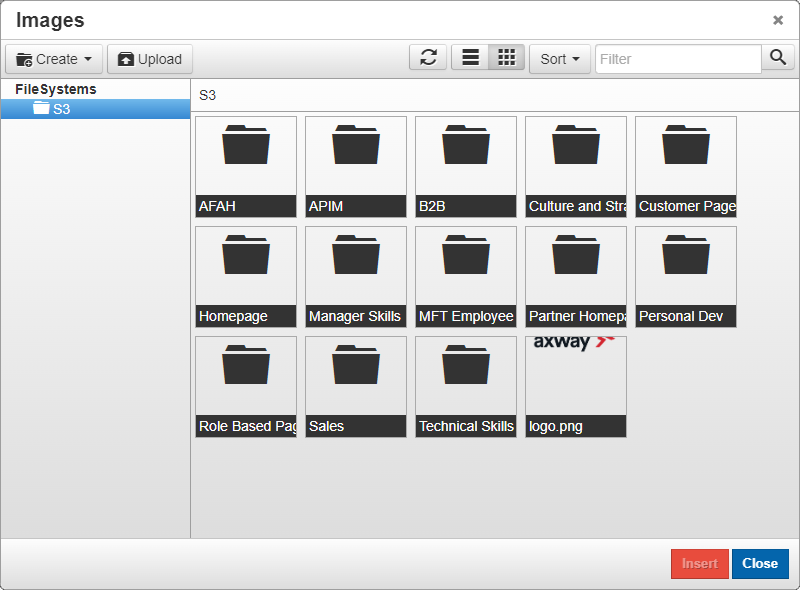 Images
Create
Upload
Sort
Filter
FileSystems
S3
S3
AFAH
APIM
B2B
Culture and Stra
Customer Page
Homepage
Manager Skills
MFT Employee
Partner Homepa
Personal Dev
axway
Role Based Pag
Sales
Technical Skills
logo.png
Insert
Close